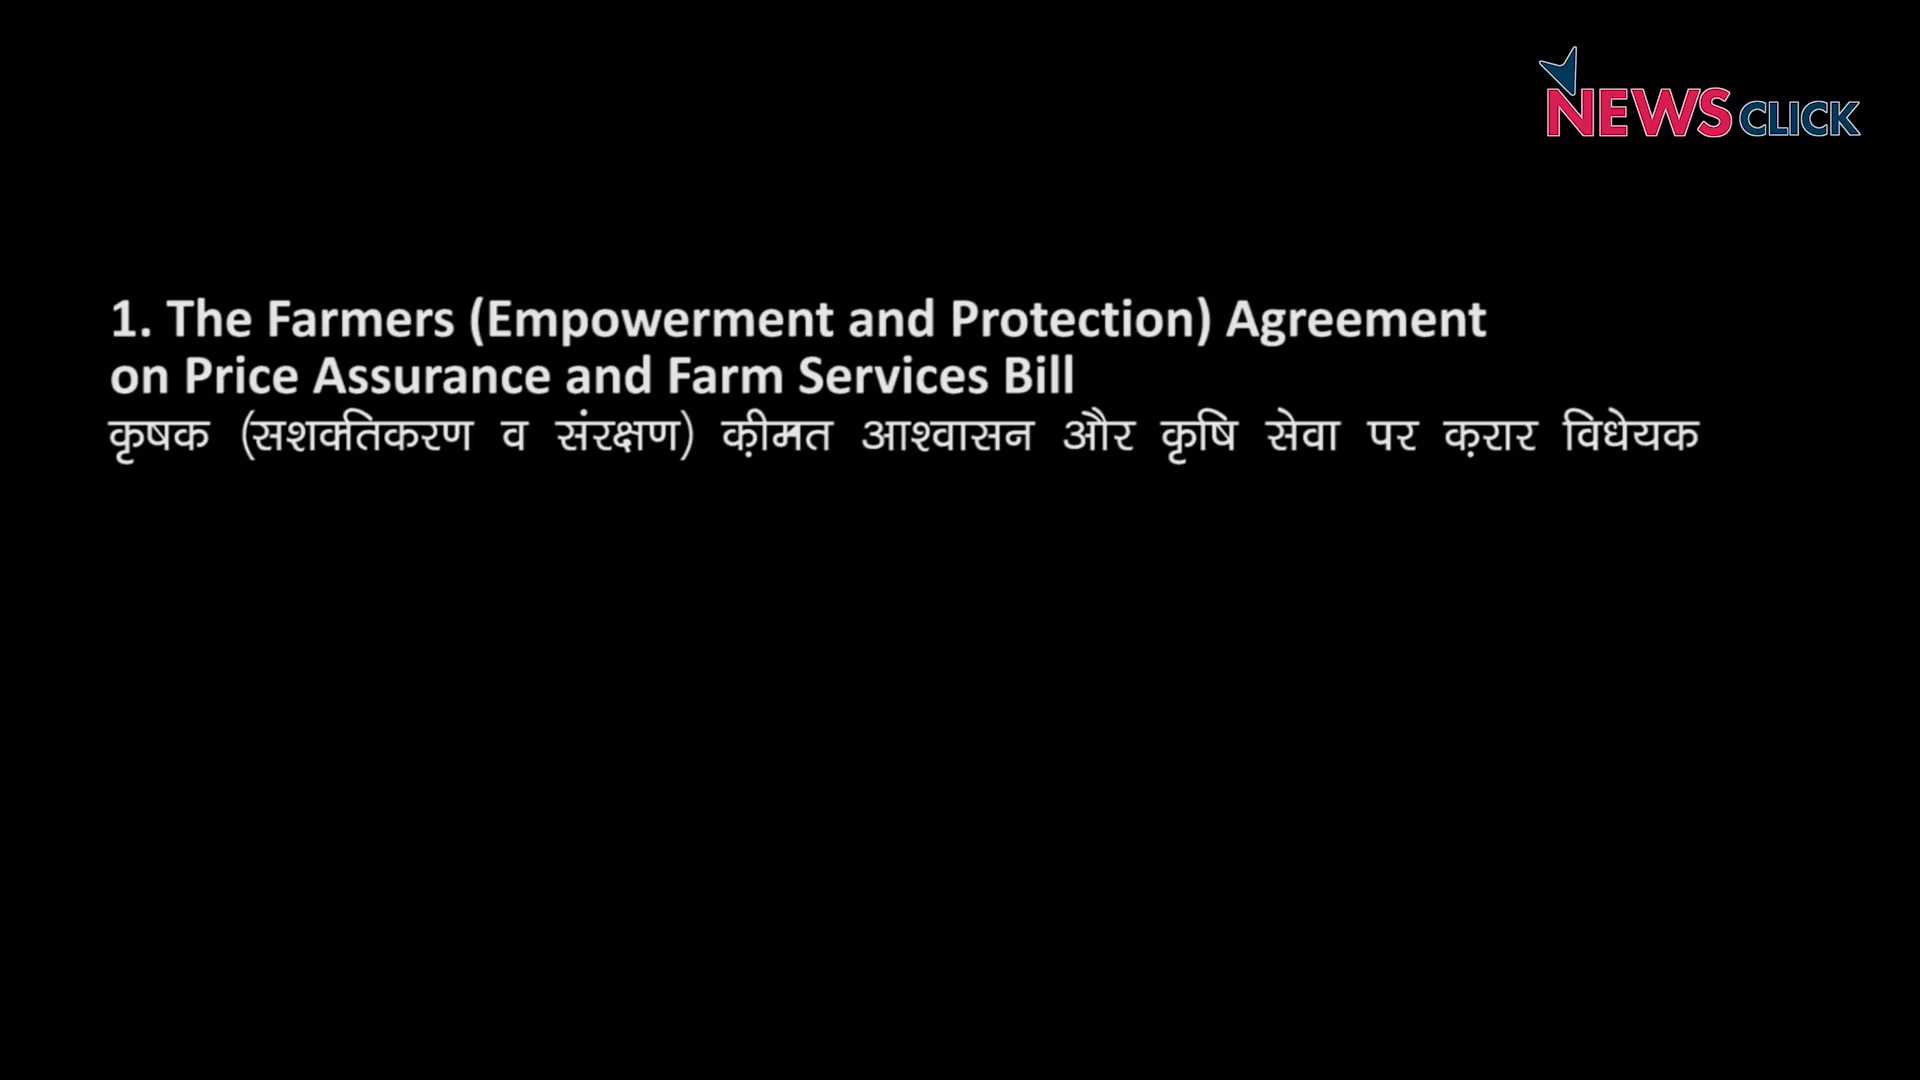 NEWSCLICK
1. The Farmers (Empowerment and Protection) Agreement
on Price Assurance and Farm Services Bill
कृषक (सशक्तिकरण व संरक्षण) क़ीमत आश्वासन और कृषि सेवा पर क़रार विधेयक